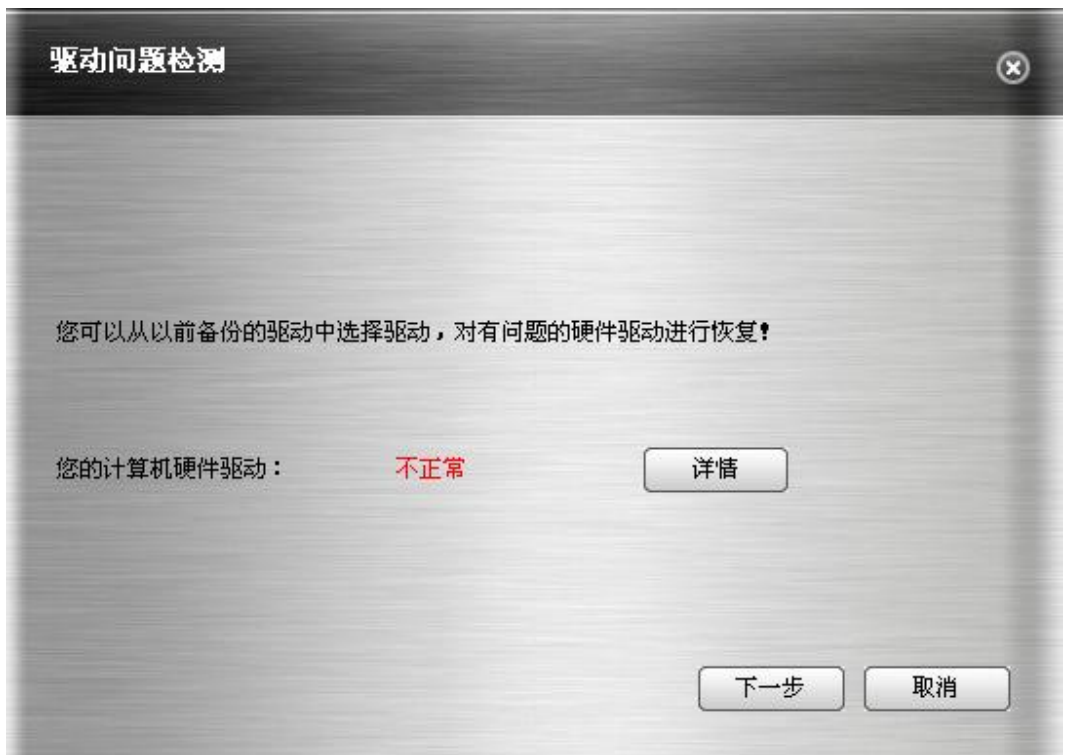 驱动问题检测
您可以从以前备份的驱动中选择驱动，对有问题的硬件驱动进行恢复！
您的计算机硬件驱动： 不正常 详情
下一步 取消